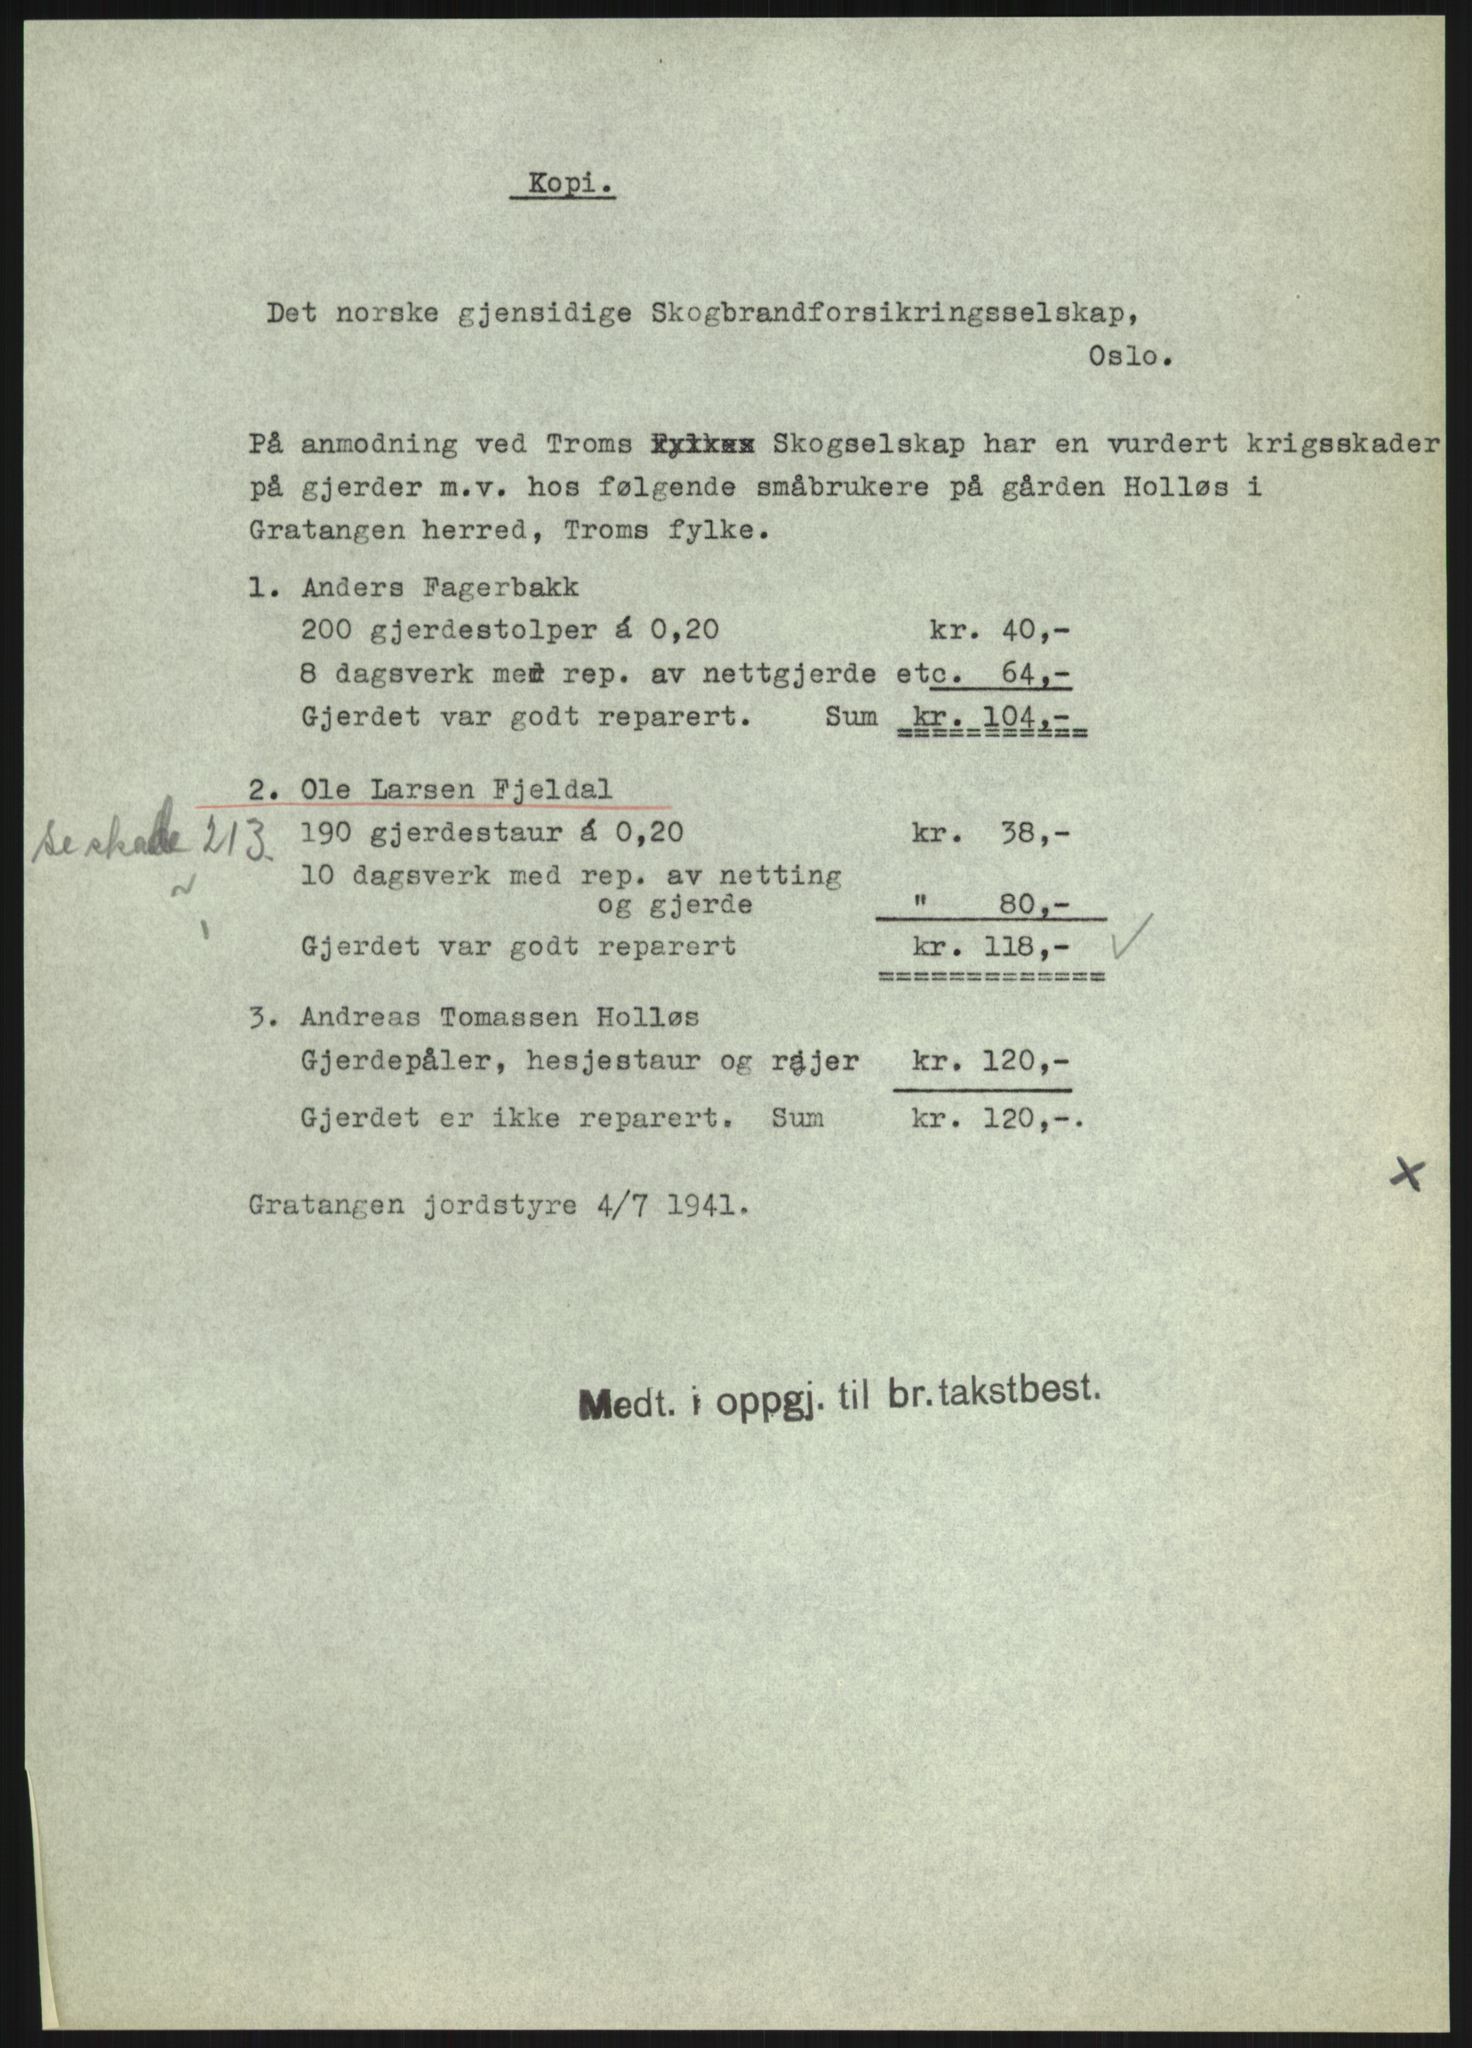 Kopi.
Det norske gjensidige Skogbrandforsikringsselskap,
Oslo.
På anmodning ved Troms Fylkes Skogselskap har en vurdert krigsskader
på gjerder m.v. hos følgende småbrukere på gården Holløs i
Gratangen herred, Troms fylke.
1. Anders Fagerbakk
200 gjerdestolper á 0,20 kr. 40,-
8 dagsverk med rep. av nettgjerde etc. 64,-
Gjerdet var godt reparert. Sum kr. 104,-
2. Ole Larsen Fjeldal
se skade 213. 190 gjerdestaur á 0,20 kr. 38,-
10 dagsverk med rep. av netting
og gjerde " 80,-
Gjerdet var godt reparert kr. 118,- ✓
3. Andreas Tomassen Holløs
Gjerdepåler, hesjestaur og rajer kr. 120,-
Gjerdet er ikke reparert. Sum kr. 120,-.
x
Gratangen jordstyre 4/7 1941.
Medt. i oppgj. til br. takstbest.